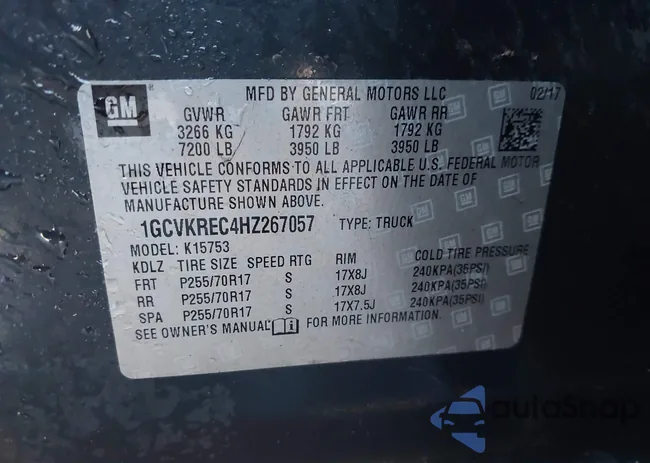 GM
MFD BY GENERAL MOTORS LLC 02/17
GVWR GAWR FRT GAWR RR
3266 KG 1792 KG 1792 KG
7200 LB 3950 LB 3950 LB
THIS VEHICLE CONFORMS TO ALL APPLICABLE U.S. FEDERAL MOTOR
VEHICLE SAFETY STANDARDS IN EFFECT ON THE DATE OF
MANUFACTURE SHOWN ABOVE.
1GCVKREC4HZ267057 TYPE: TRUCK
MODEL: K15753
KDLZ TIRE SIZE SPEED RTG RIM COLD TIRE PRESSURE
FRT P255/70R17 S 17X8J 240KPA(35PSI)
RR P255/70R17 S 17X8J 240KPA(35PSI)
SPA P255/70R17 S 17X7.5J 240KPA(35PSI)
SEE OWNER'S MANUAL FOR MORE INFORMATION.
autoSnap